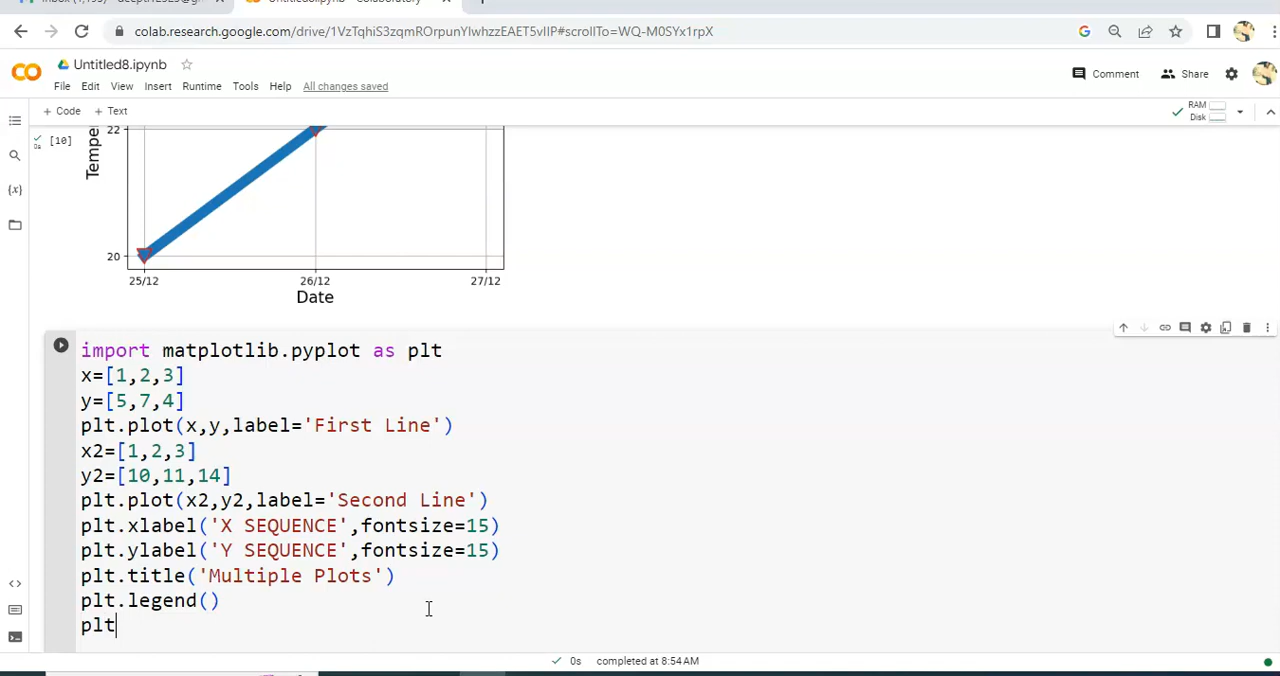 colab.research.google.com/drive/1VzTqhiS3zqmROrpunYlwhzzEAET5vIIP#scrollTo=WQ-M0SYx1rpX
Untitled8.ipynb
File Edit View Insert Runtime Tools Help All changes saved
Comment Share
+ Code + Text
RAM
Disk
[10]
0s
22
20
25/12 26/12 27/12
Date
import matplotlib.pyplot as plt
x=[1,2,3]
y=[5,7,4]
plt.plot(x,y,label='First Line')
x2=[1,2,3]
y2=[10,11,14]
plt.plot(x2,y2,label='Second Line')
plt.xlabel('X SEQUENCE',fontsize=15)
plt.ylabel('Y SEQUENCE',fontsize=15)
plt.title('Multiple Plots')
plt.legend()
plt
0s completed at 8:54AM